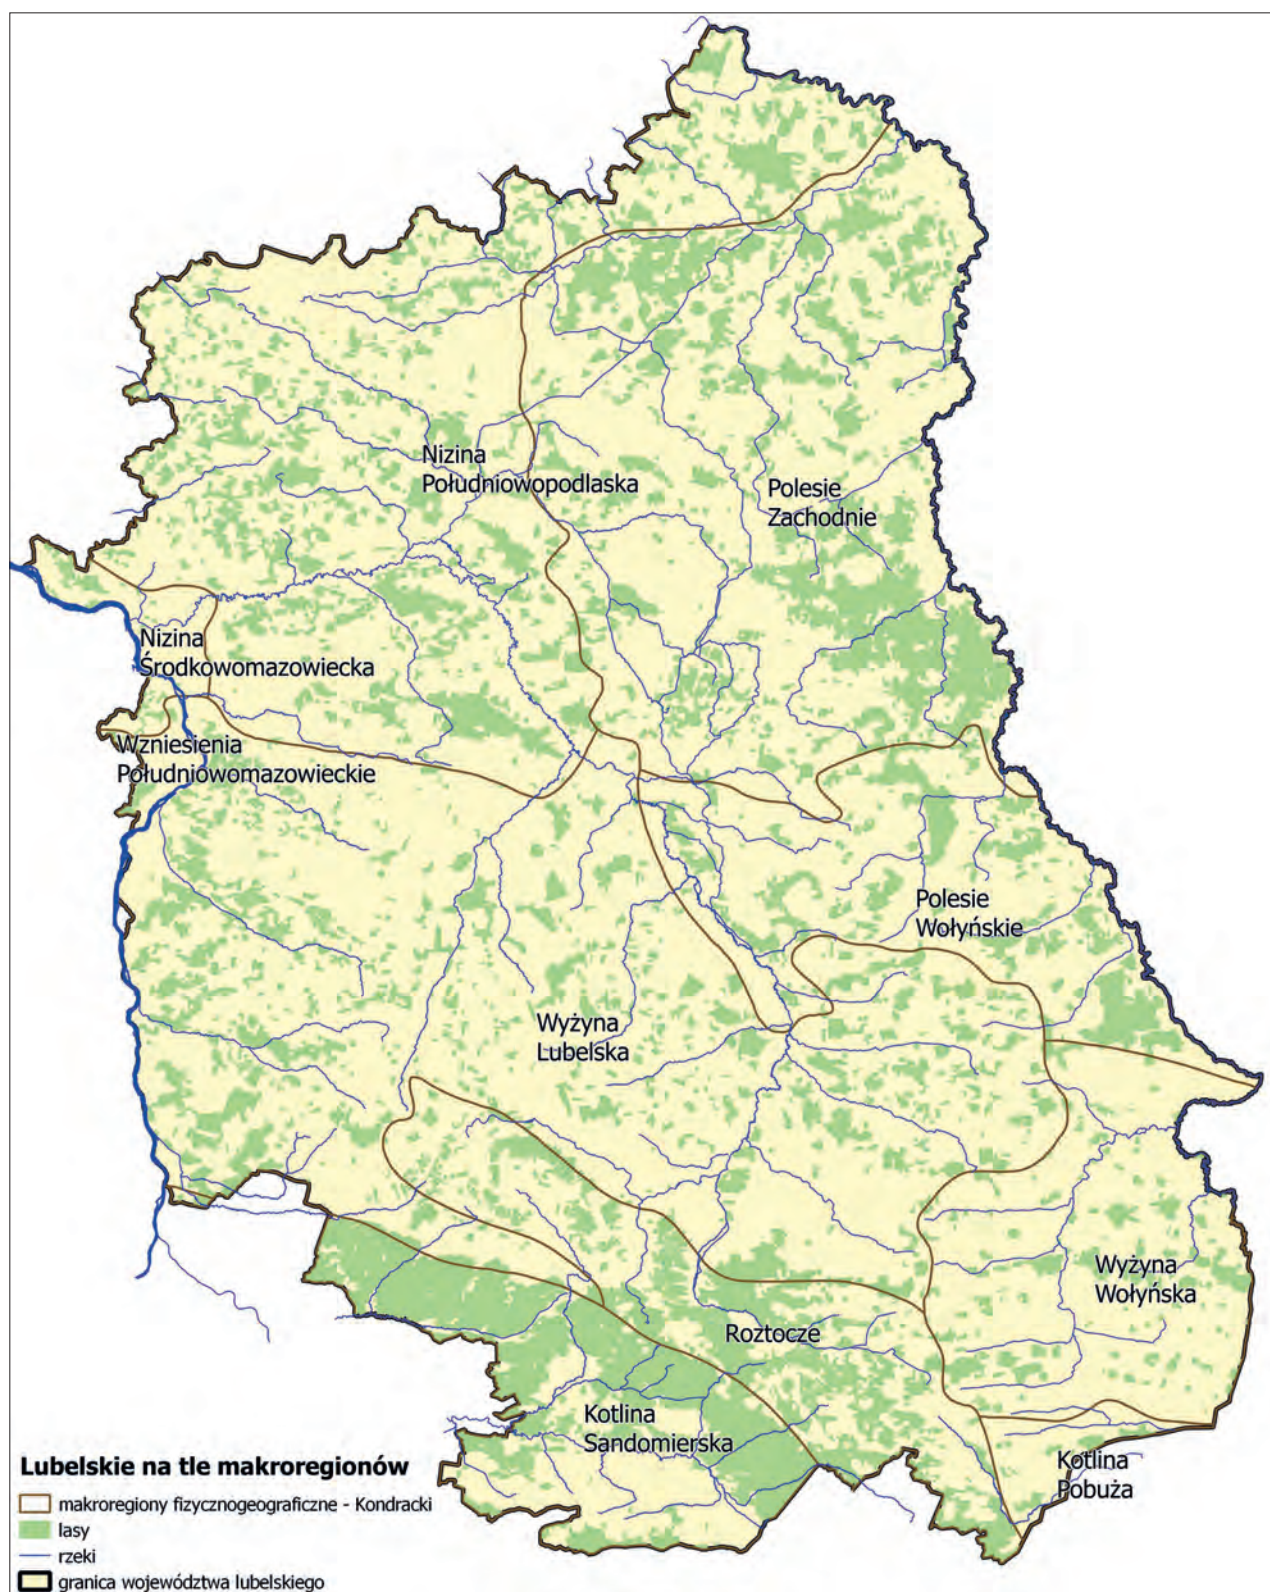 Nizina
Południowopodlaska
Polesie
Zachodnie
Nizina
Środkowomazowiecka
Wzniesienia
Południowomazowieckie
Polesie
Wołyńskie
Wyżyna
Lubelska
Wyżyna
Wołyńska
Roztocze
Kotlina
Sandomierska
Kotlina
Pobuża
Lubelskie na tle makroregionów
makroregiony fizycznogeograficzne - Kondracki
lasy
rzeki
granica województwa lubelskiego